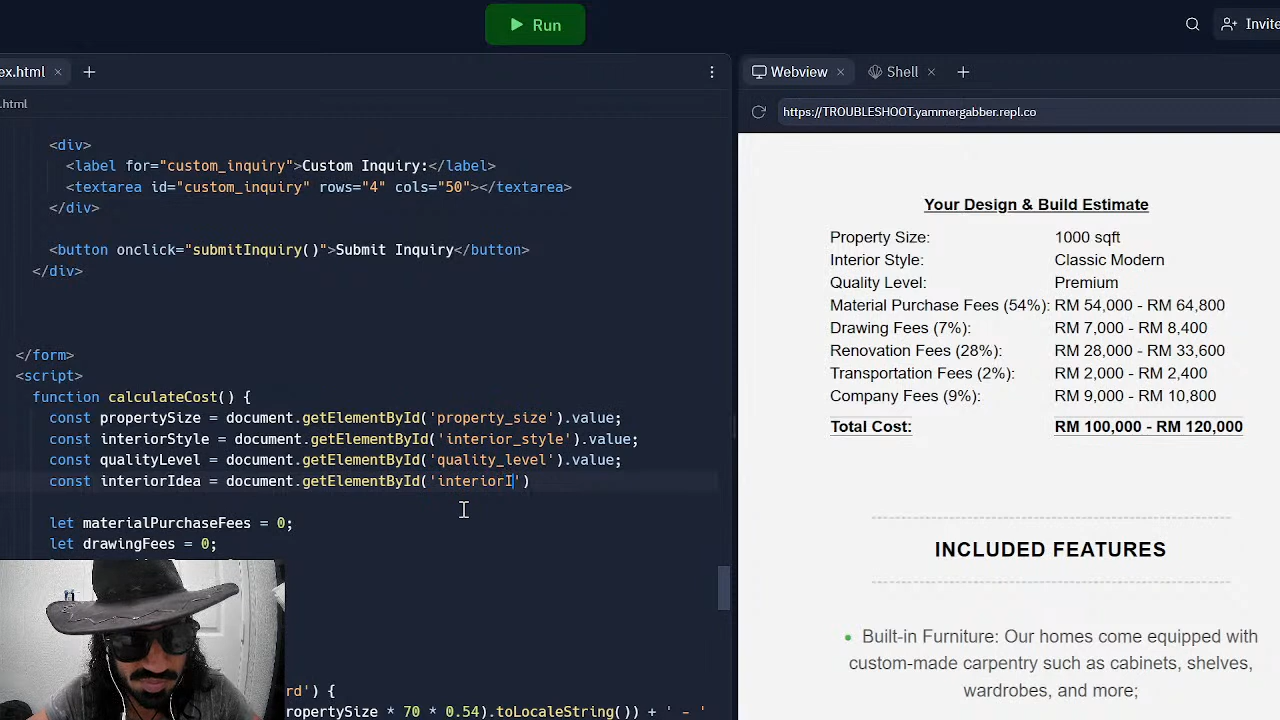 Run
Invite
ex.html
Webview
Shell
.html
https://TROUBLESHOOT.yammergabber.repl.co
<div>
<label for="custom_inquiry">Custom Inquiry:</label>
<textarea id="custom_inquiry" rows="4" cols="50"></textarea>
</div>
<button onclick="submitInquiry()">Submit Inquiry</button>
</div>
</form>
<script>
function calculateCost() {
const propertySize = document.getElementById('property_size').value;
const interiorStyle = document.getElementById('interior_style').value;
const qualityLevel = document.getElementById('quality_level').value;
const interiorIdea = document.getElementById('interiorI')
let materialPurchaseFees = 0;
let drawingFees = 0;
rd') {
propertySize * 70 * 0.54).toLocaleString()) + ' - '
Your Design & Build Estimate
Property Size: 1000 sqft
Interior Style: Classic Modern
Quality Level: Premium
Material Purchase Fees (54%): RM 54,000 - RM 64,800
Drawing Fees (7%): RM 7,000 - RM 8,400
Renovation Fees (28%): RM 28,000 - RM 33,600
Transportation Fees (2%): RM 2,000 - RM 2,400
Company Fees (9%): RM 9,000 - RM 10,800
Total Cost: RM 100,000 - RM 120,000
INCLUDED FEATURES
Built-in Furniture: Our homes come equipped with
custom-made carpentry such as cabinets, shelves,
wardrobes, and more;